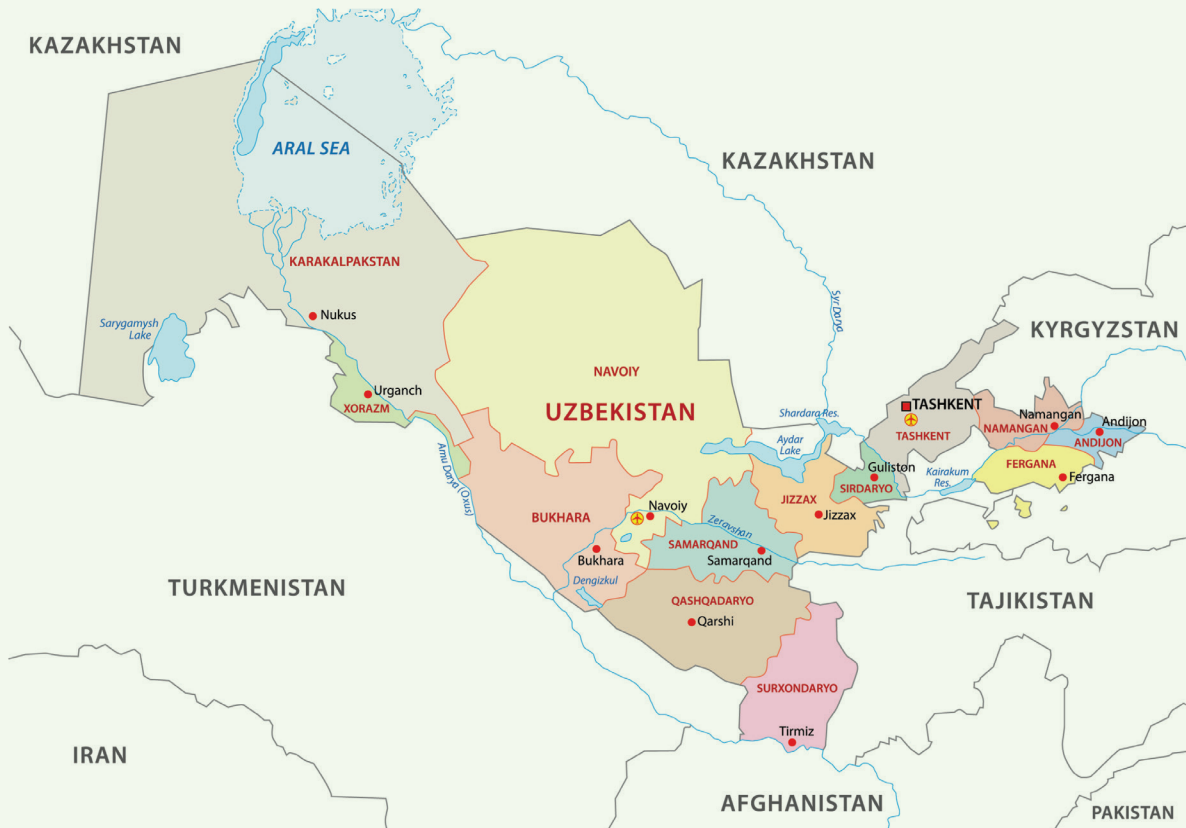 KAZAKHSTAN
ARAL SEA
KAZAKHSTAN
KARAKALPAKSTAN
Nukus
Sarygamysh
Lake
Syr Darya
KYRGYZSTAN
NAVOIY
Urganch
XORAZM
UZBEKISTAN
TASHKENT
Shardara Res.
TASHKENT
Namangan
NAMANGAN
Andijon
ANDIJON
Aydar
Lake
Guliston
SIRDARYO
Kairakum
Res.
FERGANA
Fergana
Amu Darya (Oxus)
BUKHARA
Navoiy
JIZZAX
Jizzax
Zeravshan
SAMARQAND
Samarqand
Bukhara
Dengizkul
TURKMENISTAN
QASHQADARYO
Qarshi
TAJIKISTAN
SURXONDARYO
Tirmiz
IRAN
AFGHANISTAN
PAKISTAN